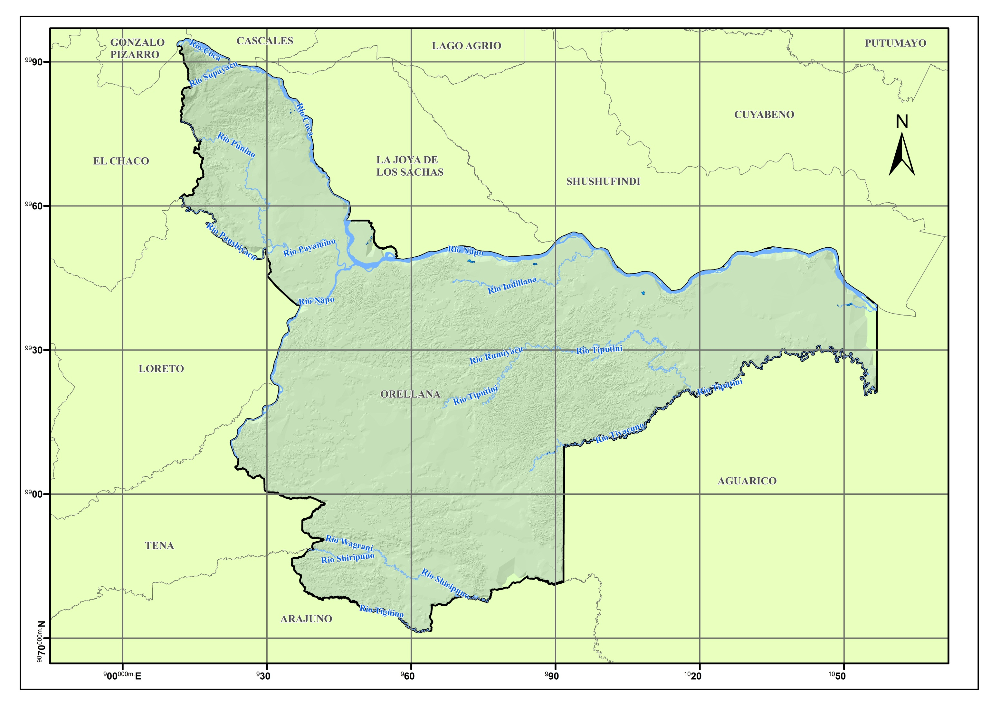 GONZALO
PIZARRO
CASCALES
LAGO AGRIO
PUTUMAYO
Río Coca
9990
Río Supayacu
CUYABENO
N
Río Coca
Río Punino
EL CHACO
LA JOYA DE
LOS SACHAS
SHUSHUFINDI
9960
Río Paushiyacu
Río Payamino
Río Napo
Río Indillana
Río Napo
9930
Río Rumiyacu
Río Tiputini
LORETO
ORELLANA
Río Tiputini
Río Tiputini
Río Tivacuno
AGUARICO
9900
TENA
Río Wagrani
Río Shiripuno
Río Shiripuno
Río Tigüino
ARAJUNO
9870000m.N
900000m.E
930
960
990
1020
1050